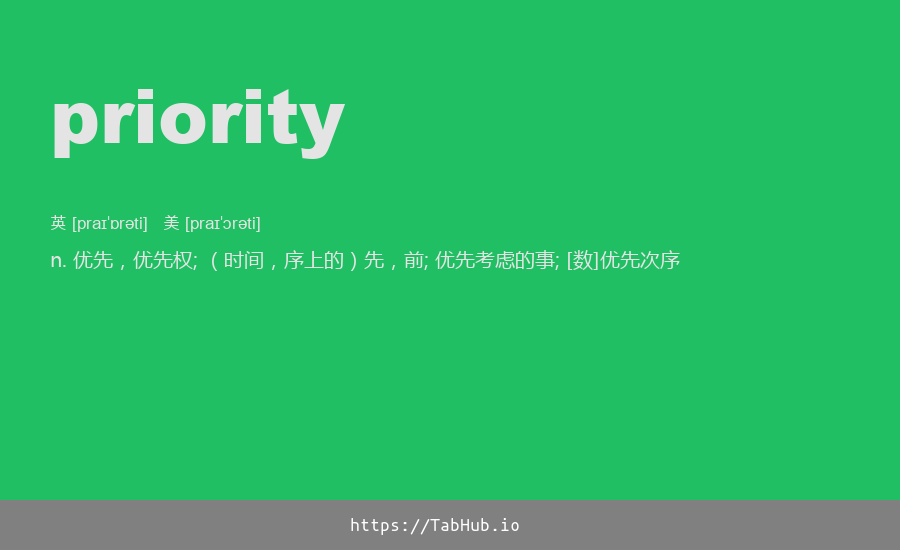 priority
英 [praɪˈɒrəti] 美 [praɪˈɔrəti]
n. 优先，优先权; （时间，序上的）先，前; 优先考虑的事; [数]优先次序
https://TabHub.io